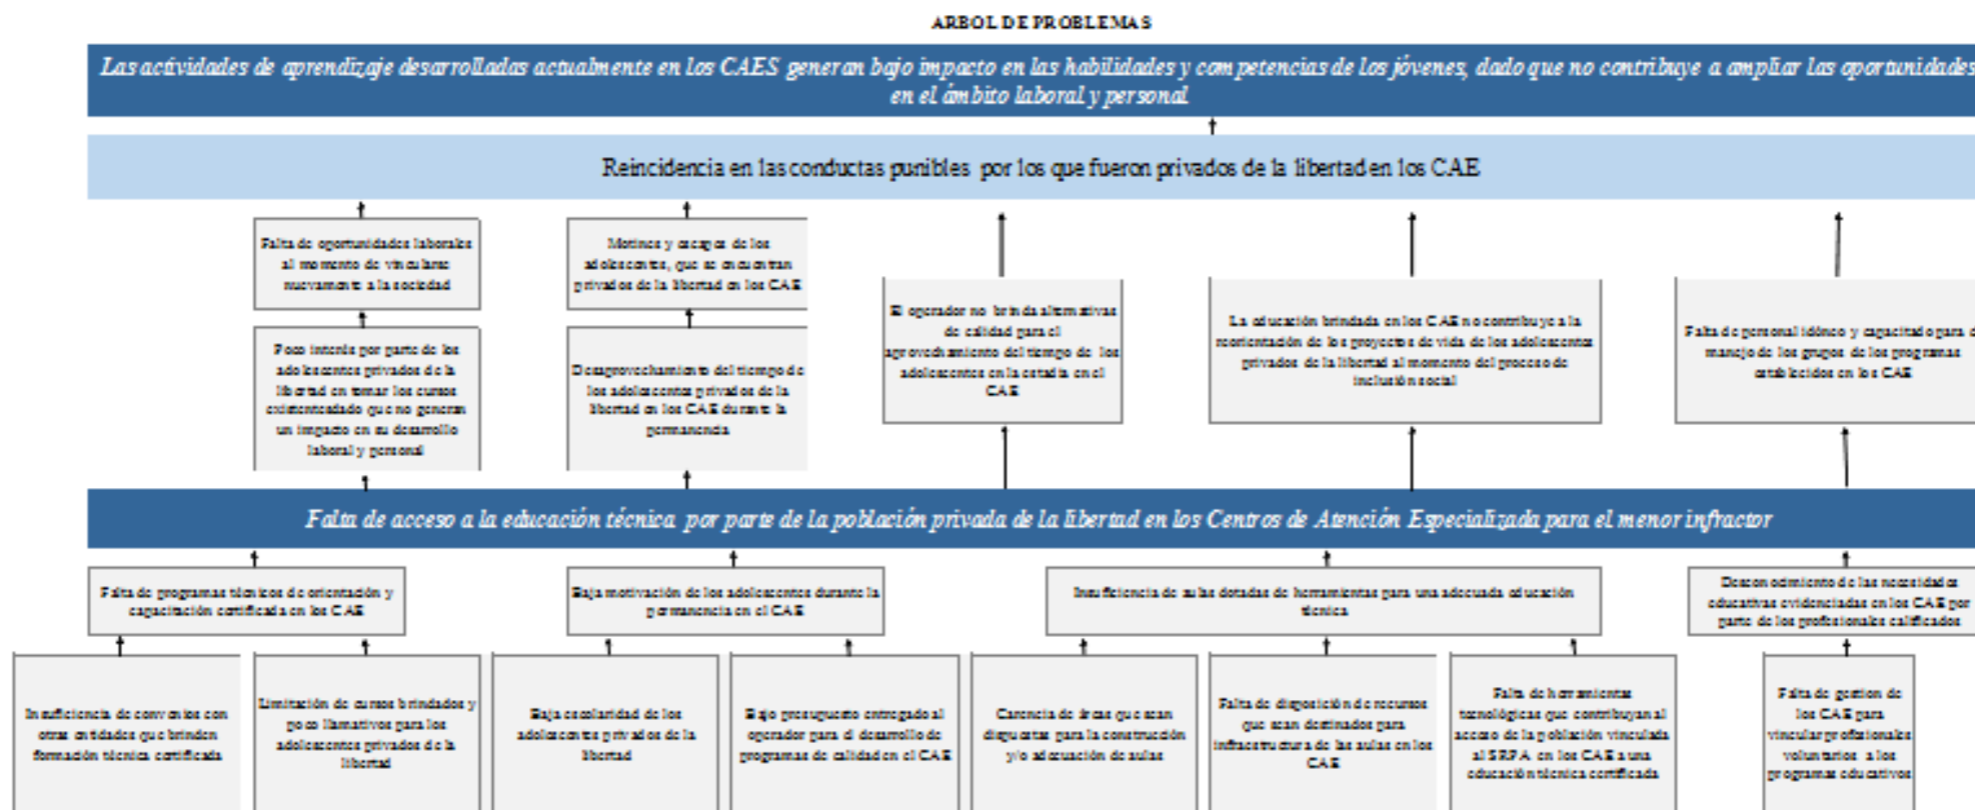 ARBOL DE PROBLEMAS
Las actividades de aprendizaje desarrolladas actualmente en los CAES generan bajo impacto en las habilidades y competencias de los jóvenes, dado que no contribuye a ampliar las oportunidades
en el ámbito laboral y personal
Reincidencia en las conductas punibles por los que fueron privados de la libertad en los CAE
Falta de oportunidades laborales
al momento de vincularse
nuevamente a la sociedad
Motines y escapes de los
adolescentes, que se encuentran
privados de la libertad en los CAE
Poco interés por parte de los
adolescentes privados de la
libertad en tomar los cursos
existentesdado que no generan
un impacto en su desarrollo
laboral y personal
Desaprovechamiento del tiempo de
los adolescentes privados de la
libertad en los CAE durante la
permanencia
El operador no brinda alternativas
de calidad para el
aprovechamiento del tiempo de los
adolescentes en la estadía en el
CAE
La educación brindada en los CAE no contribuye a la
reorientación de los proyectos de vida de los adolescentes
privados de la libertad al momento del proceso de
inclusión social
Falta de personal idóneo y capacitado para
manejo de los grupos de los programas
establecidos en los CAE
Falta de acceso a la educación técnica por parte de la población privada de la libertad en los Centros de Atención Especializada para el menor infractor
Falta de programas técnicos de orientación y
capacitación certificada en los CAE
Baja motivación de los adolescentes durante la
permanencia en el CAE
Insuficiencia de aulas dotadas de herramientas para una adecuada educación
técnica
Desconocimiento de las necesidades
educativas evidenciadas en los CAE por
parte de los profesionales calificados
Insuficiencia de convenios con
otras entidades que brinden
formación técnica certificada
Limitación de cursos brindados y
poco llamativos para los
adolescentes privados de la
libertad
Baja escolaridad de los
adolescentes privados de la
libertad
Bajo presupuesto entregado al
operador para el desarrollo de
programas de calidad en el CAE
Carencia de áreas que sean
dispuestas para la construcción
y/o adecuación de aulas
Falta de disposición de recursos
que sean destinados para
infraestructura de las aulas en los
CAE
Falta de herramientas
tecnológicas que contribuyan al
acceso de la población vinculada
al SRPA en los CAE a una
educación técnica certificada
Falta de gestion de
los CAE para
vincular profesionales
voluntarios a los
programas educativos